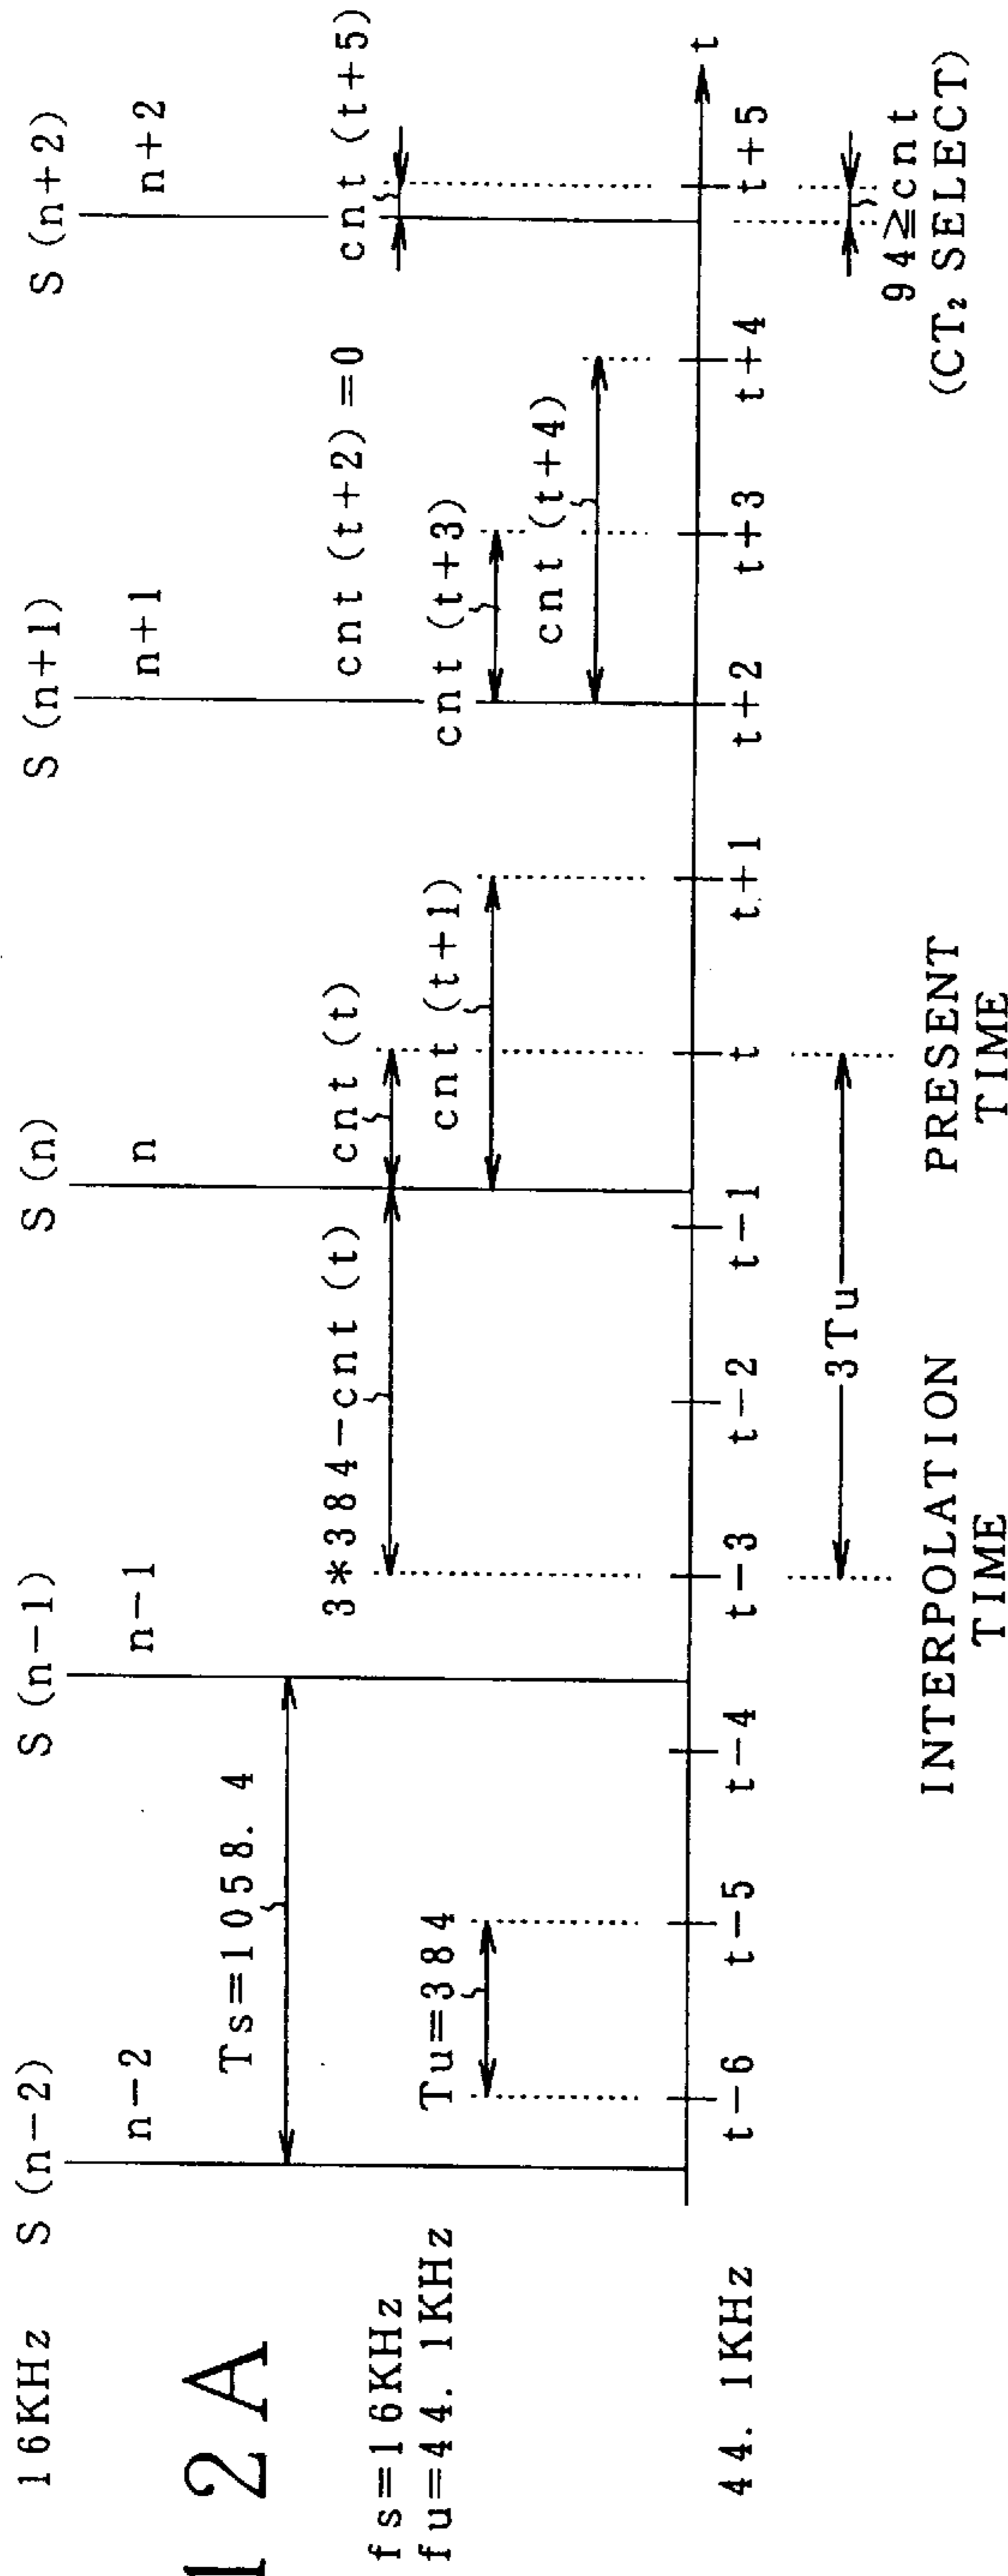 16KHz S(n-2) S(n-1) S(n) S(n+1) S(n+2)
n-2 n-1 n n+1 n+2
12A
Ts=1058.4
3*384-cnt(t) cnt(t) cnt(t+2)=0 cnt(t+5)
fs=16KHz
fu=44.1KHz
Tu=384 cnt(t+1) cnt(t+3)
cnt(t+4)
t
44.1KHz t-6 t-5 t-4 t-3 t-2 t-1 t t+1 t+2 t+3 t+4 t+5
3Tu
94≧cnt
(CT₂ SELECT)
INTERPOLATION
TIME
PRESENT
TIME